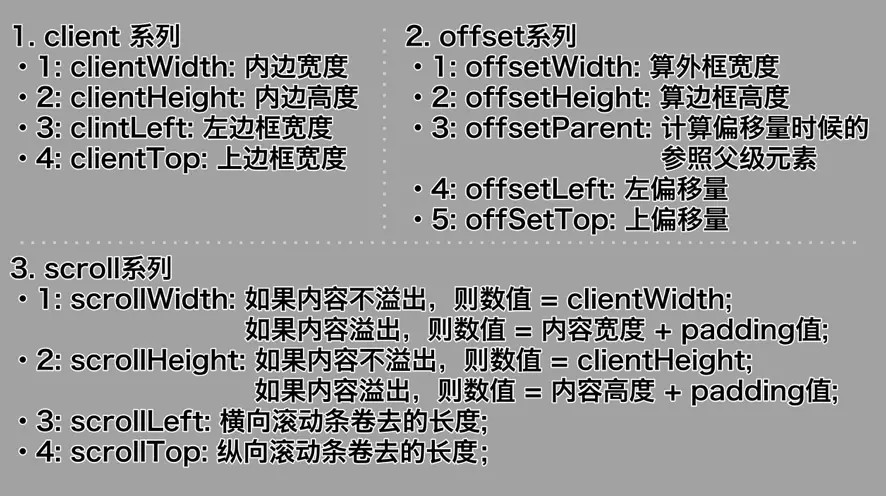 1. client 系列
・1: clientWidth: 内边宽度
・2: clientHeight: 内边高度
・3: clintLeft: 左边框宽度
・4: clientTop: 上边框宽度
2. offset系列
・1: offsetWidth: 算外框宽度
・2: offsetHeight: 算边框高度
・3: offsetParent: 计算偏移量时候的
参照父级元素
・4: offsetLeft: 左偏移量
・5: offSetTop: 上偏移量
3. scroll系列
・1: scrollWidth: 如果内容不溢出，则数值 = clientWidth;
如果内容溢出，则数值 = 内容宽度 + padding值;
・2: scrollHeight: 如果内容不溢出，则数值 = clientHeight;
如果内容溢出，则数值 = 内容高度 + padding值;
・3: scrollLeft: 横向滚动条卷去的长度;
・4: scrollTop: 纵向滚动条卷去的长度；